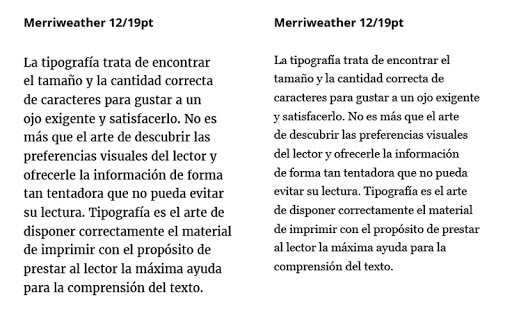 Merriweather 12/19pt
La tipografía trata de encontrar
el tamaño y la cantidad correcta
de caracteres para gustar a un
ojo exigente y satisfacerlo. No es
más que el arte de descubrir las
preferencias visuales del lector y
ofrecerle la información de forma
tan tentadora que no pueda evitar
su lectura. Tipografía es el arte de
disponer correctamente el material
de imprimir con el propósito de
prestar al lector la máxima ayuda
para la comprensión del texto.
Merriweather 12/19pt
La tipografía trata de encontrar el
tamaño y la cantidad correcta de
caracteres para gustar a un ojo exigente
y satisfacerlo. No es más que el arte
de descubrir las preferencias visuales
del lector y ofrecerle la información
de forma tan tentadora que no pueda
evitar su lectura. Tipografía es el arte
de disponer correctamente el material
de imprimir con el propósito de prestar
al lector la máxima ayuda para la
comprensión del texto.